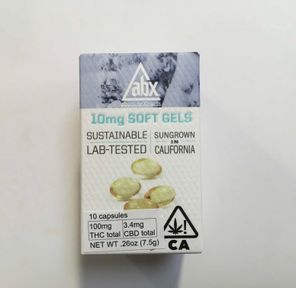 abx
10mg SOFT GELS
SUSTAINABLE
LAB-TESTED
SUNGROWN
IN
CALIFORNIA
10 capsules
100mg
THC total
3.4mg
CBD total
NET WT .26oz (7.5g)
CA